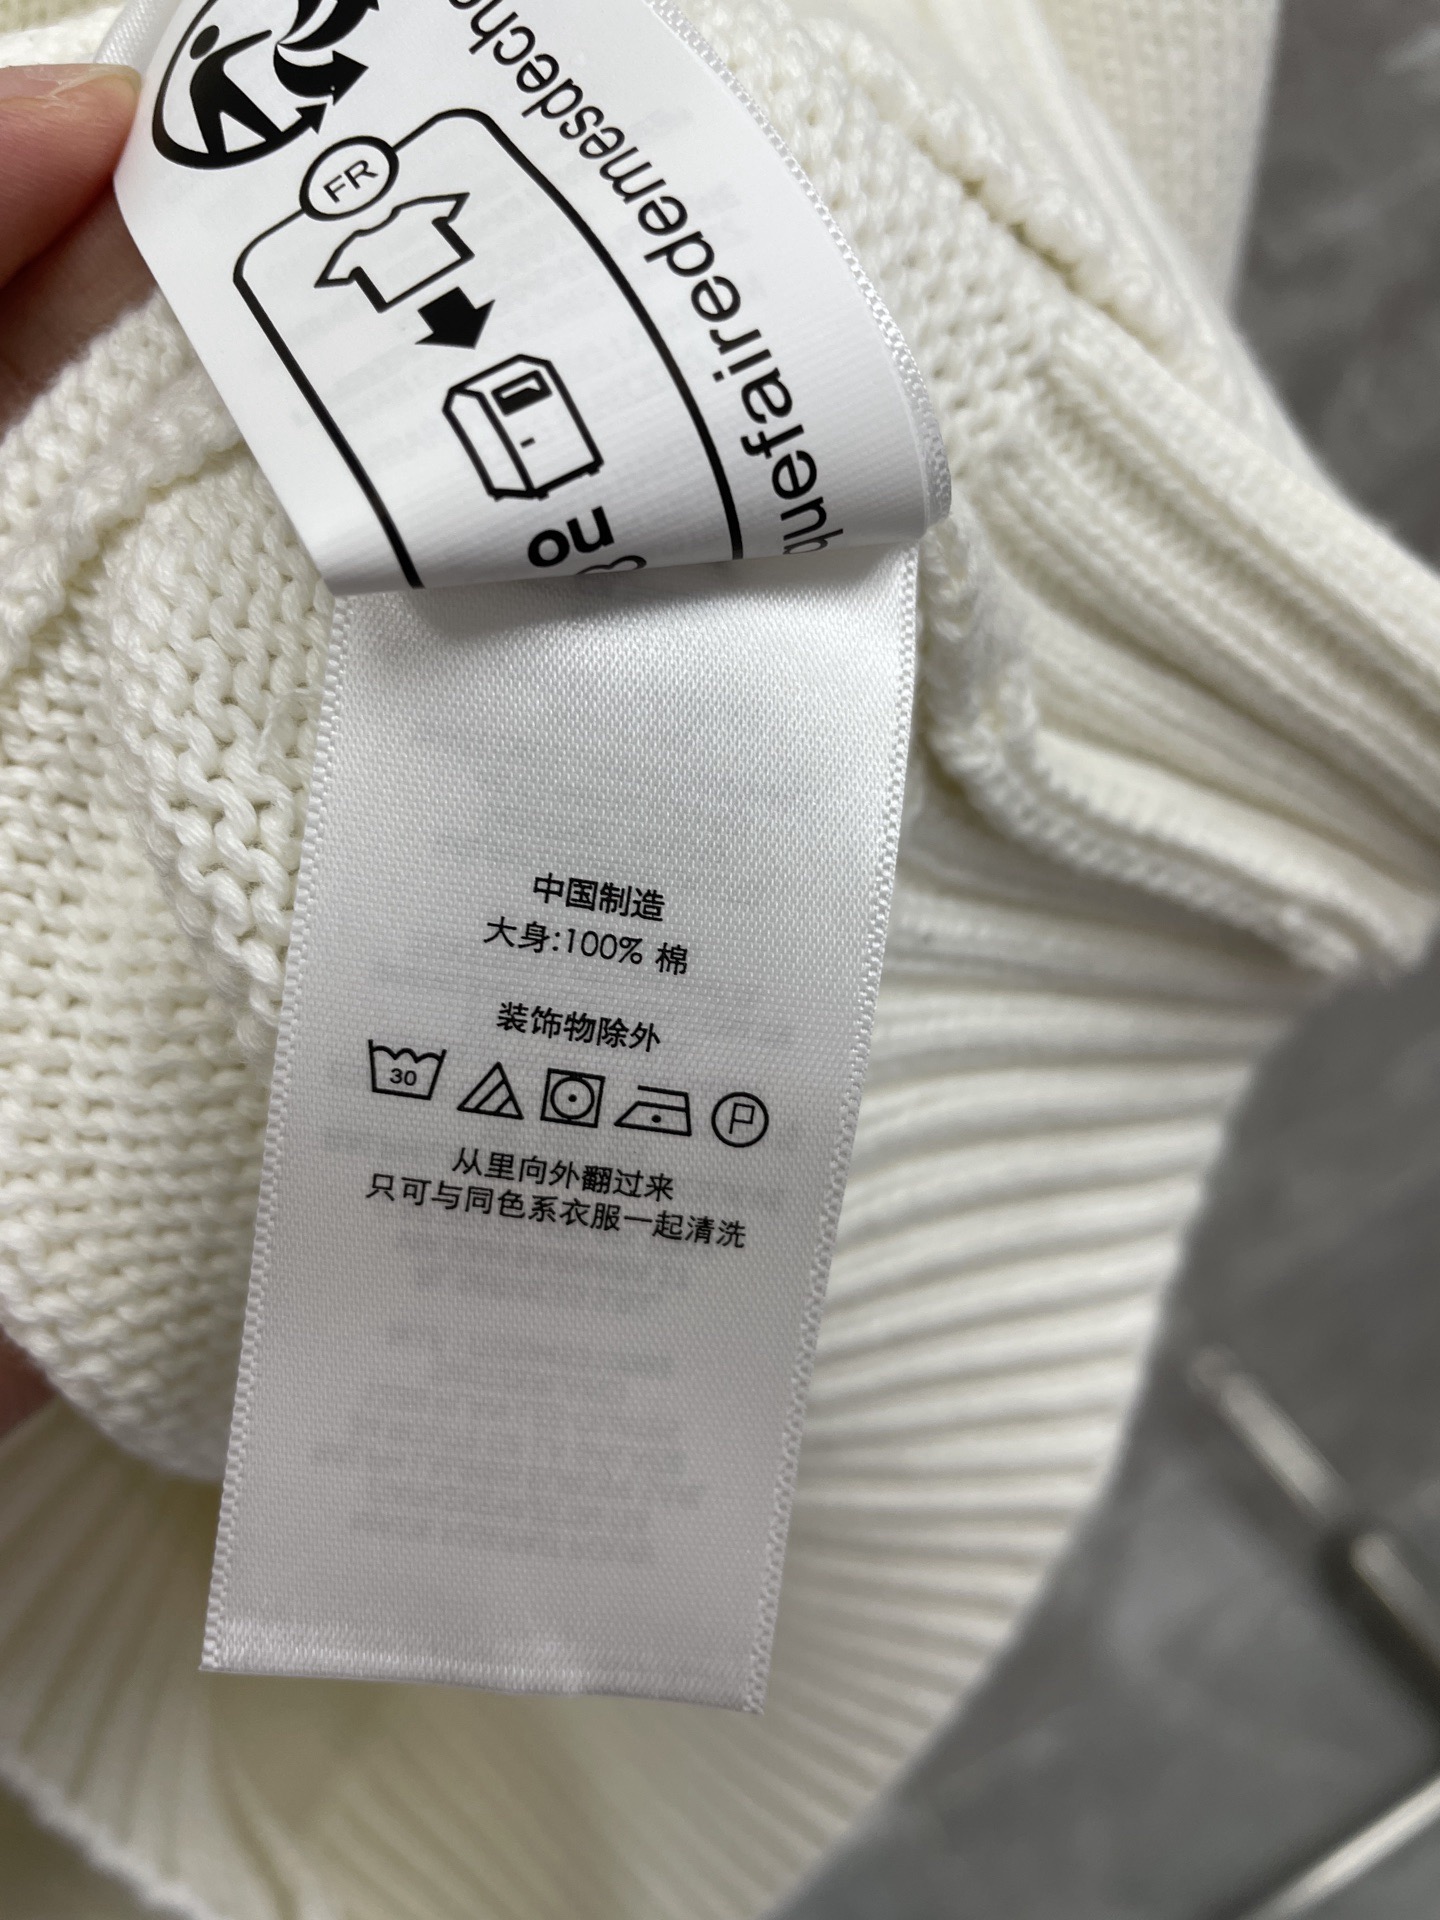 FR
quefairedemesdech
ou
中国制造
大身:100% 棉
装饰物除外
30
P
从里向外翻过来
只可与同色系衣服一起清洗